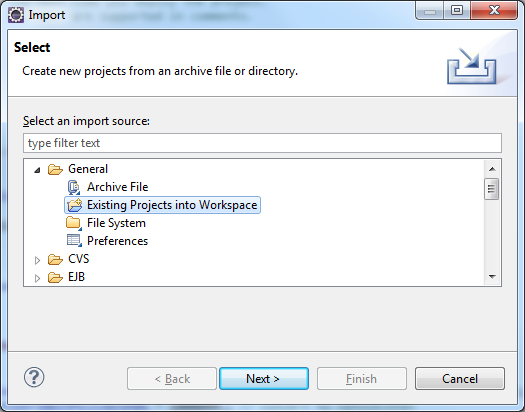 Import
Select
Create new projects from an archive file or directory.
Select an import source:
type filter text
General
Archive File
Existing Projects into Workspace
File System
Preferences
CVS
EJB
? < Back Next > Finish Cancel